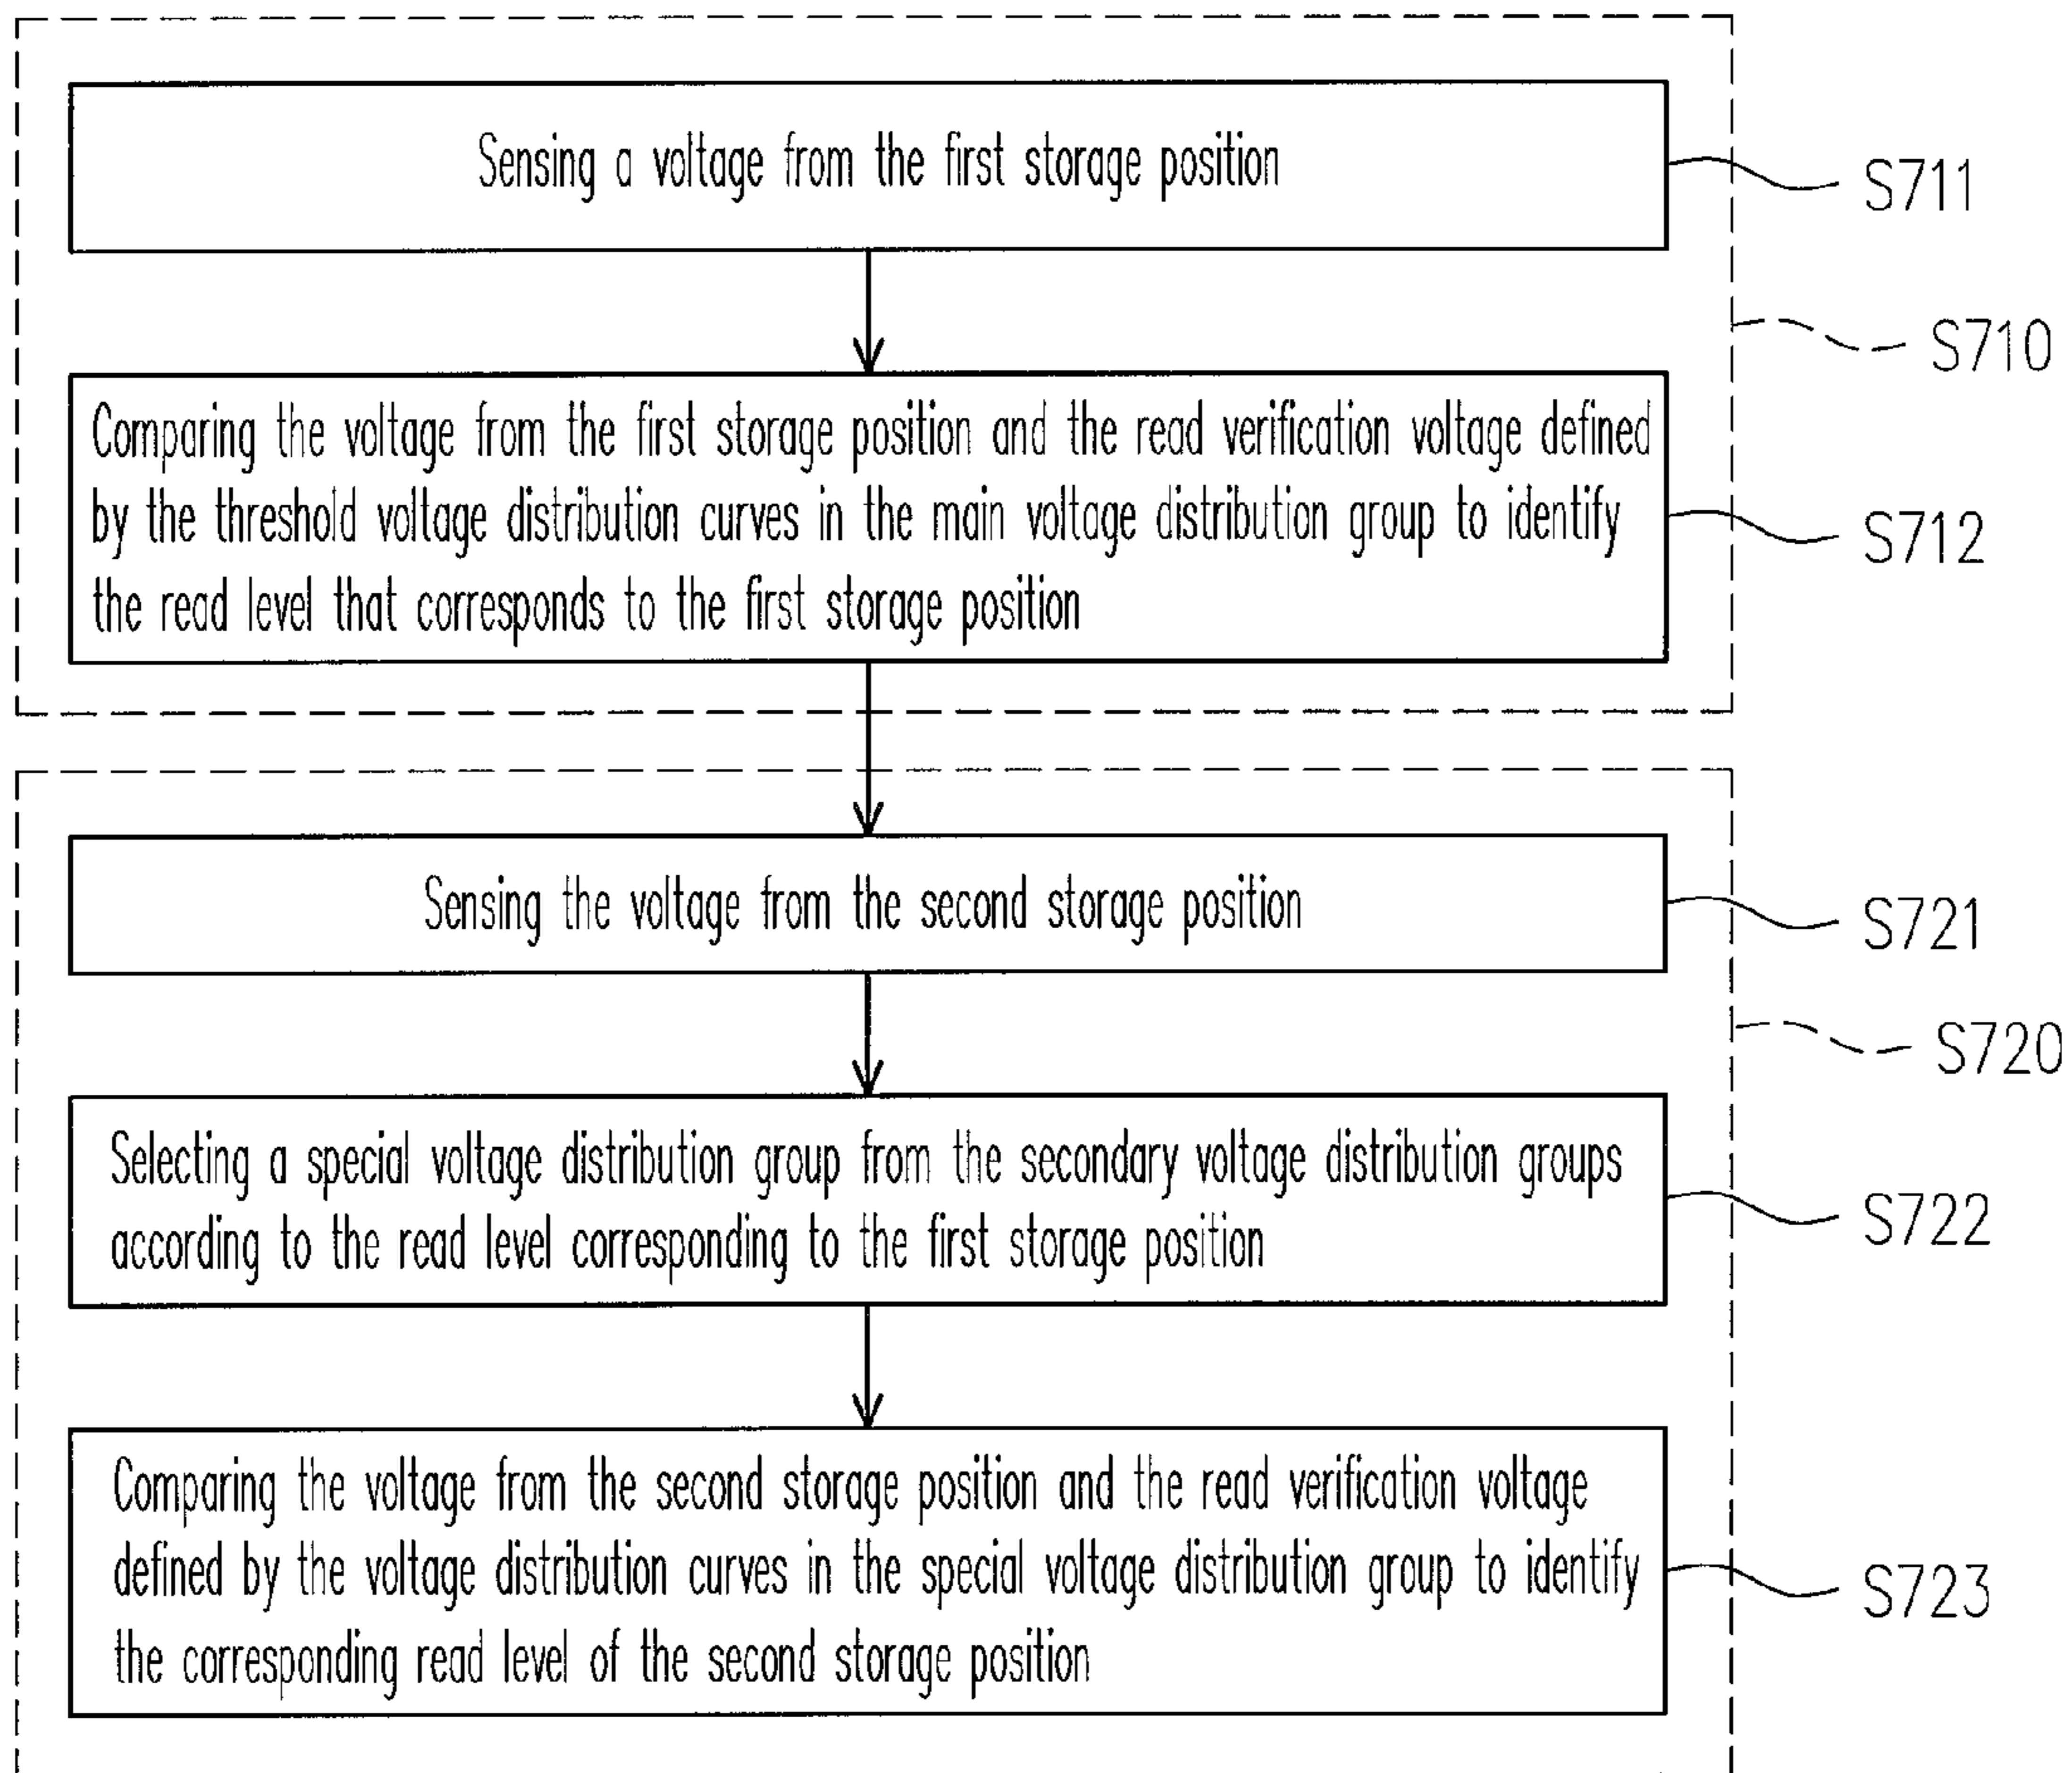 Sensing a voltage from the first storage position
S711
S710
Comparing the voltage from the first storage position and the read verification voltage defined
by the threshold voltage distribution curves in the main voltage distribution group to identify
the read level that corresponds to the first storage position
S712
Sensing the voltage from the second storage position
S721
S720
Selecting a special voltage distribution group from the secondary voltage distribution groups
according to the read level corresponding to the first storage position
S722
Comparing the voltage from the second storage position and the read verification voltage
defined by the voltage distribution curves in the special voltage distribution group to identify
the corresponding read level of the second storage position
S723